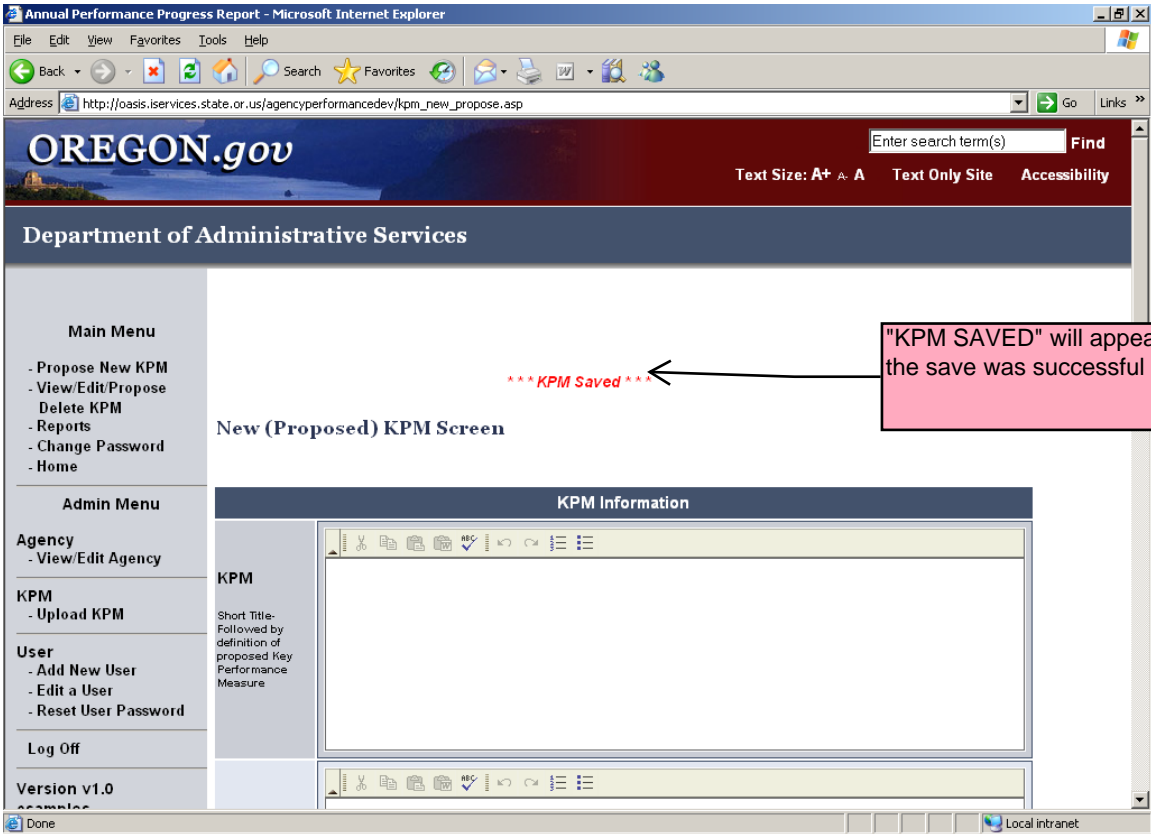 Annual Performance Progress Report - Microsoft Internet Explorer
File Edit View Favorites Tools Help
Back Search Favorites
Address http://oasis.iservices.state.or.us/agencyperformancedev/kpm_new_propose.asp Go Links »
OREGON.gov
Enter search term(s) Find
Text Size: A+ A- A Text Only Site Accessibility
Department of Administrative Services
Main Menu
- Propose New KPM
- View/Edit/Propose
Delete KPM
- Reports
- Change Password
- Home
Admin Menu
Agency
- View/Edit Agency
KPM
- Upload KPM
User
- Add New User
- Edit a User
- Reset User Password
Log Off
Version v1.0
* * * KPM Saved * * *
"KPM SAVED" will appea
the save was successful
New (Proposed) KPM Screen
KPM Information
KPM
Short Title-
Followed by
definition of
proposed Key
Performance
Measure
Done Local intranet